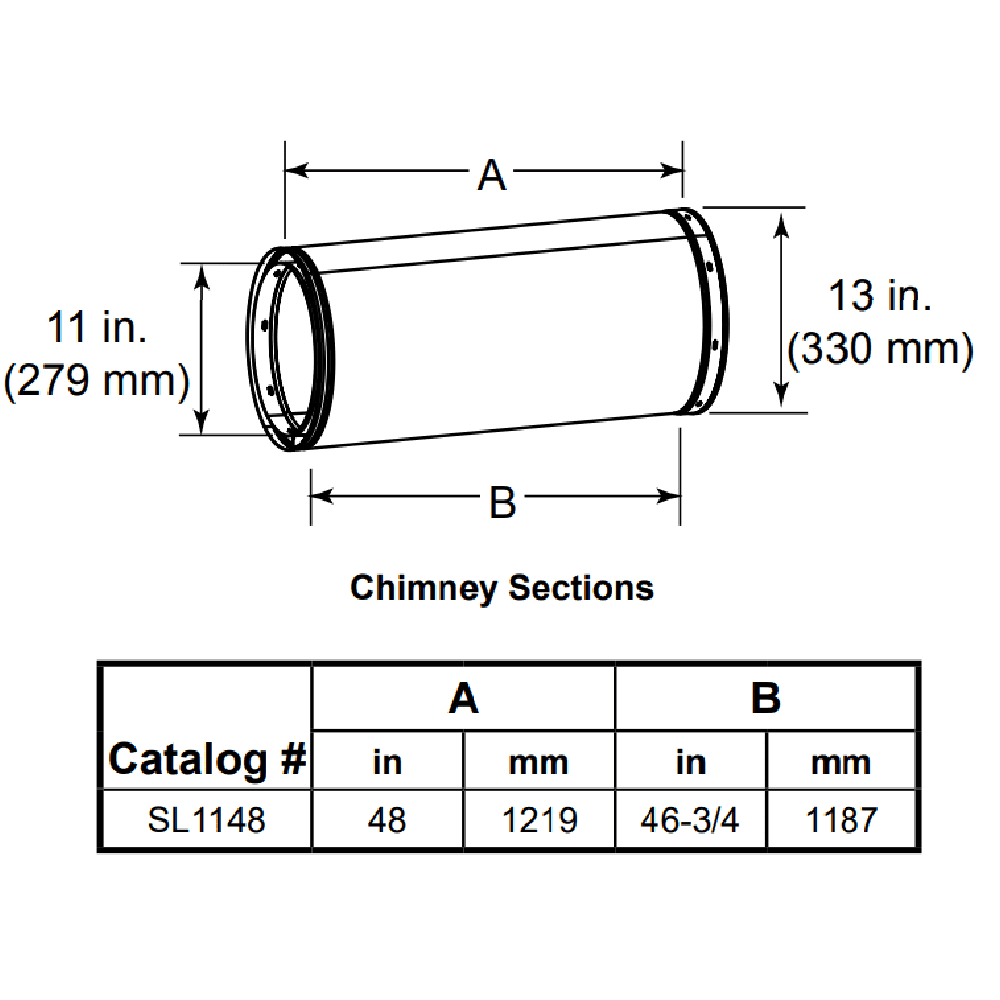 A
11 in.
(279 mm)
13 in.
(330 mm)
B
Chimney Sections
Catalog # A B
in mm in mm
SL1148 48 1219 46-3/4 1187